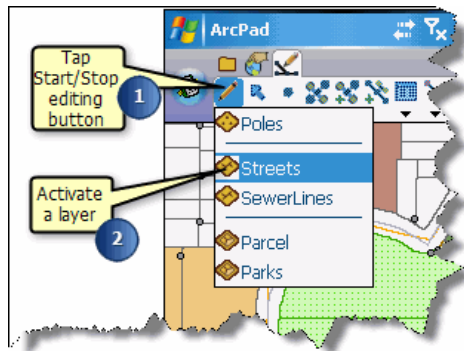 ArcPad
Tap
Start/Stop
editing
button
1
Poles
Streets
SewerLines
Parcel
Parks
Activate
a layer
2